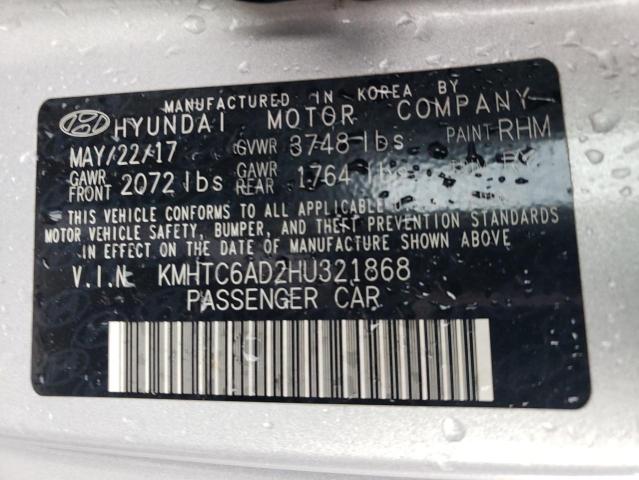 MANUFACTURED IN KOREA BY
HYUNDAI MOTOR COMPANY
MAY/22/17 GVWR 3748 lbs PAINT RHM
GAWR FRONT 2072 lbs GAWR REAR 1764 lbs
THIS VEHICLE CONFORMS TO ALL APPLICABLE
MOTOR VEHICLE SAFETY, BUMPER, AND THEFT PREVENTION STANDARDS
IN EFFECT ON THE DATE OF MANUFACTURE SHOWN ABOVE.
V.I.N: KMHTC6AD2HU321868
PASSENGER CAR